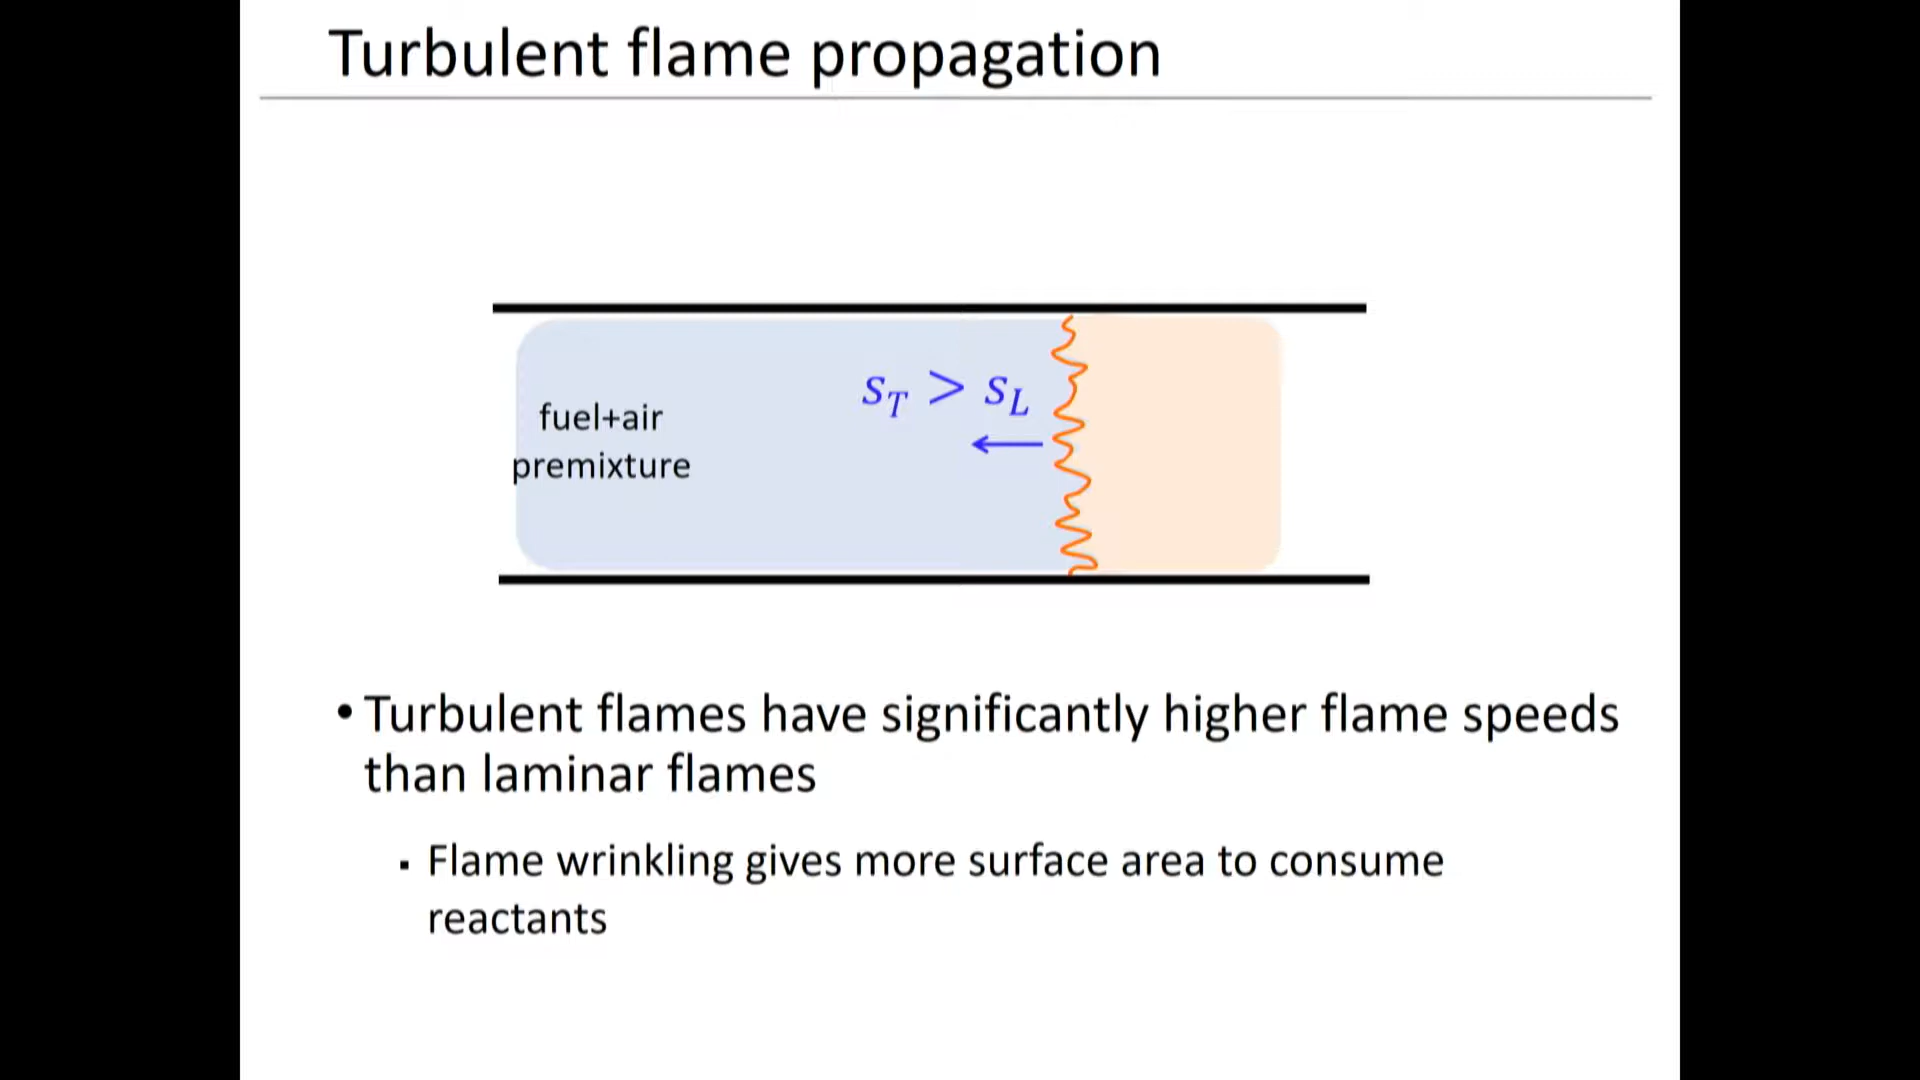 Turbulent flame propagation
s_T > s_L
fuel+air
premixture
• Turbulent flames have significantly higher flame speeds
than laminar flames
▪ Flame wrinkling gives more surface area to consume
reactants